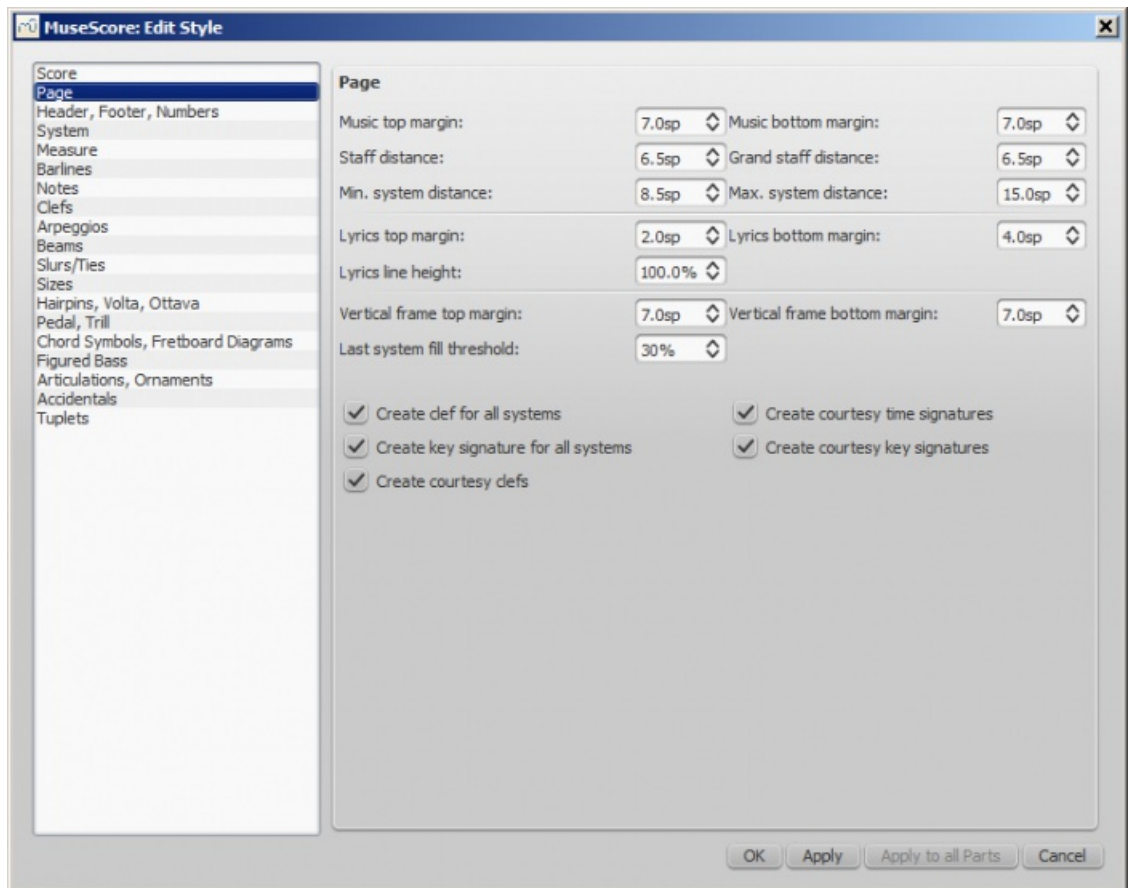 MuseScore: Edit Style
Score
Page
Header, Footer, Numbers
System
Measure
Barlines
Notes
Clefs
Arpeggios
Beams
Slurs/Ties
Sizes
Hairpins, Volta, Ottava
Pedal, Trill
Chord Symbols, Fretboard Diagrams
Figured Bass
Articulations, Ornaments
Accidentals
Tuplets
Page
Music top margin: 7.0sp Music bottom margin: 7.0sp
Staff distance: 6.5sp Grand staff distance: 6.5sp
Min. system distance: 8.5sp Max. system distance: 15.0sp
Lyrics top margin: 2.0sp Lyrics bottom margin: 4.0sp
Lyrics line height: 100.0%
Vertical frame top margin: 7.0sp Vertical frame bottom margin: 7.0sp
Last system fill threshold: 30%
Create clef for all systems Create courtesy time signatures
Create key signature for all systems Create courtesy key signatures
Create courtesy clefs
OK Apply Apply to all Parts Cancel